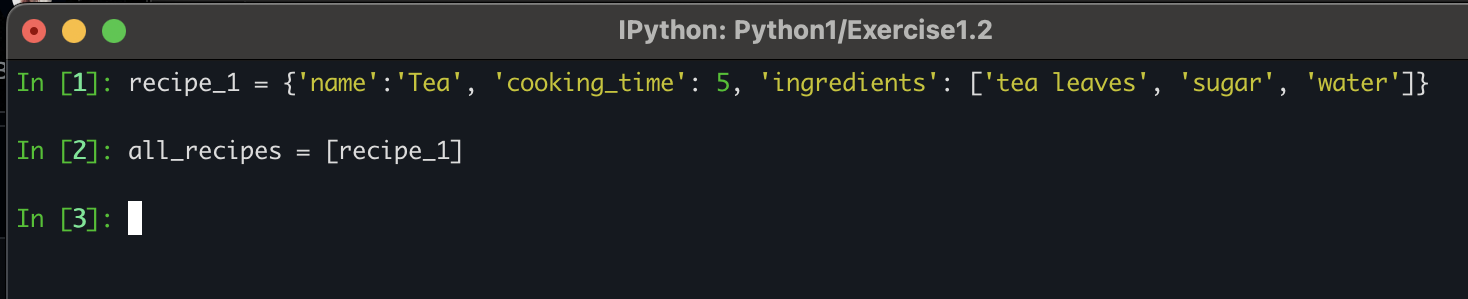 IPython: Python1/Exercise1.2
In [1]: recipe_1 = {'name':'Tea', 'cooking_time': 5, 'ingredients': ['tea leaves', 'sugar', 'water']}
In [2]: all_recipes = [recipe_1]
In [3]: